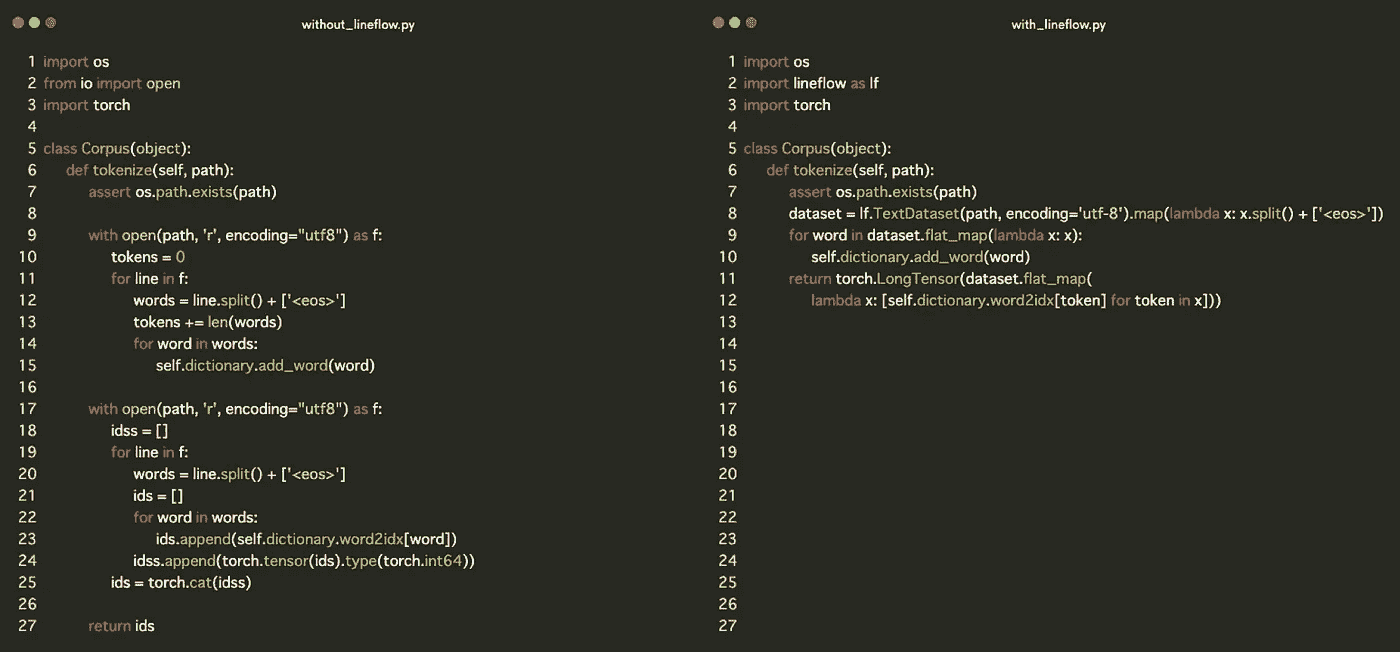 without_lineflow.py
1 import os
2 from io import open
3 import torch
4
5 class Corpus(object):
6 def tokenize(self, path):
7 assert os.path.exists(path)
8
9 with open(path, 'r', encoding="utf8") as f:
10 tokens = 0
11 for line in f:
12 words = line.split() + ['<eos>']
13 tokens += len(words)
14 for word in words:
15 self.dictionary.add_word(word)
16
17 with open(path, 'r', encoding="utf8") as f:
18 idss = []
19 for line in f:
20 words = line.split() + ['<eos>']
21 ids = []
22 for word in words:
23 ids.append(self.dictionary.word2idx[word])
24 idss.append(torch.tensor(ids).type(torch.int64))
25 ids = torch.cat(idss)
26
27 return ids
with_lineflow.py
1 import os
2 import lineflow as lf
3 import torch
4
5 class Corpus(object):
6 def tokenize(self, path):
7 assert os.path.exists(path)
8 dataset = lf.TextDataset(path, encoding='utf-8').map(lambda x: x.split() + ['<eos>'])
9 for word in dataset.flat_map(lambda x: x):
10 self.dictionary.add_word(word)
11 return torch.LongTensor(dataset.flat_map(
12 lambda x: [self.dictionary.word2idx[token] for token in x]))
13
14
15
16
17
18
19
20
21
22
23
24
25
26
27